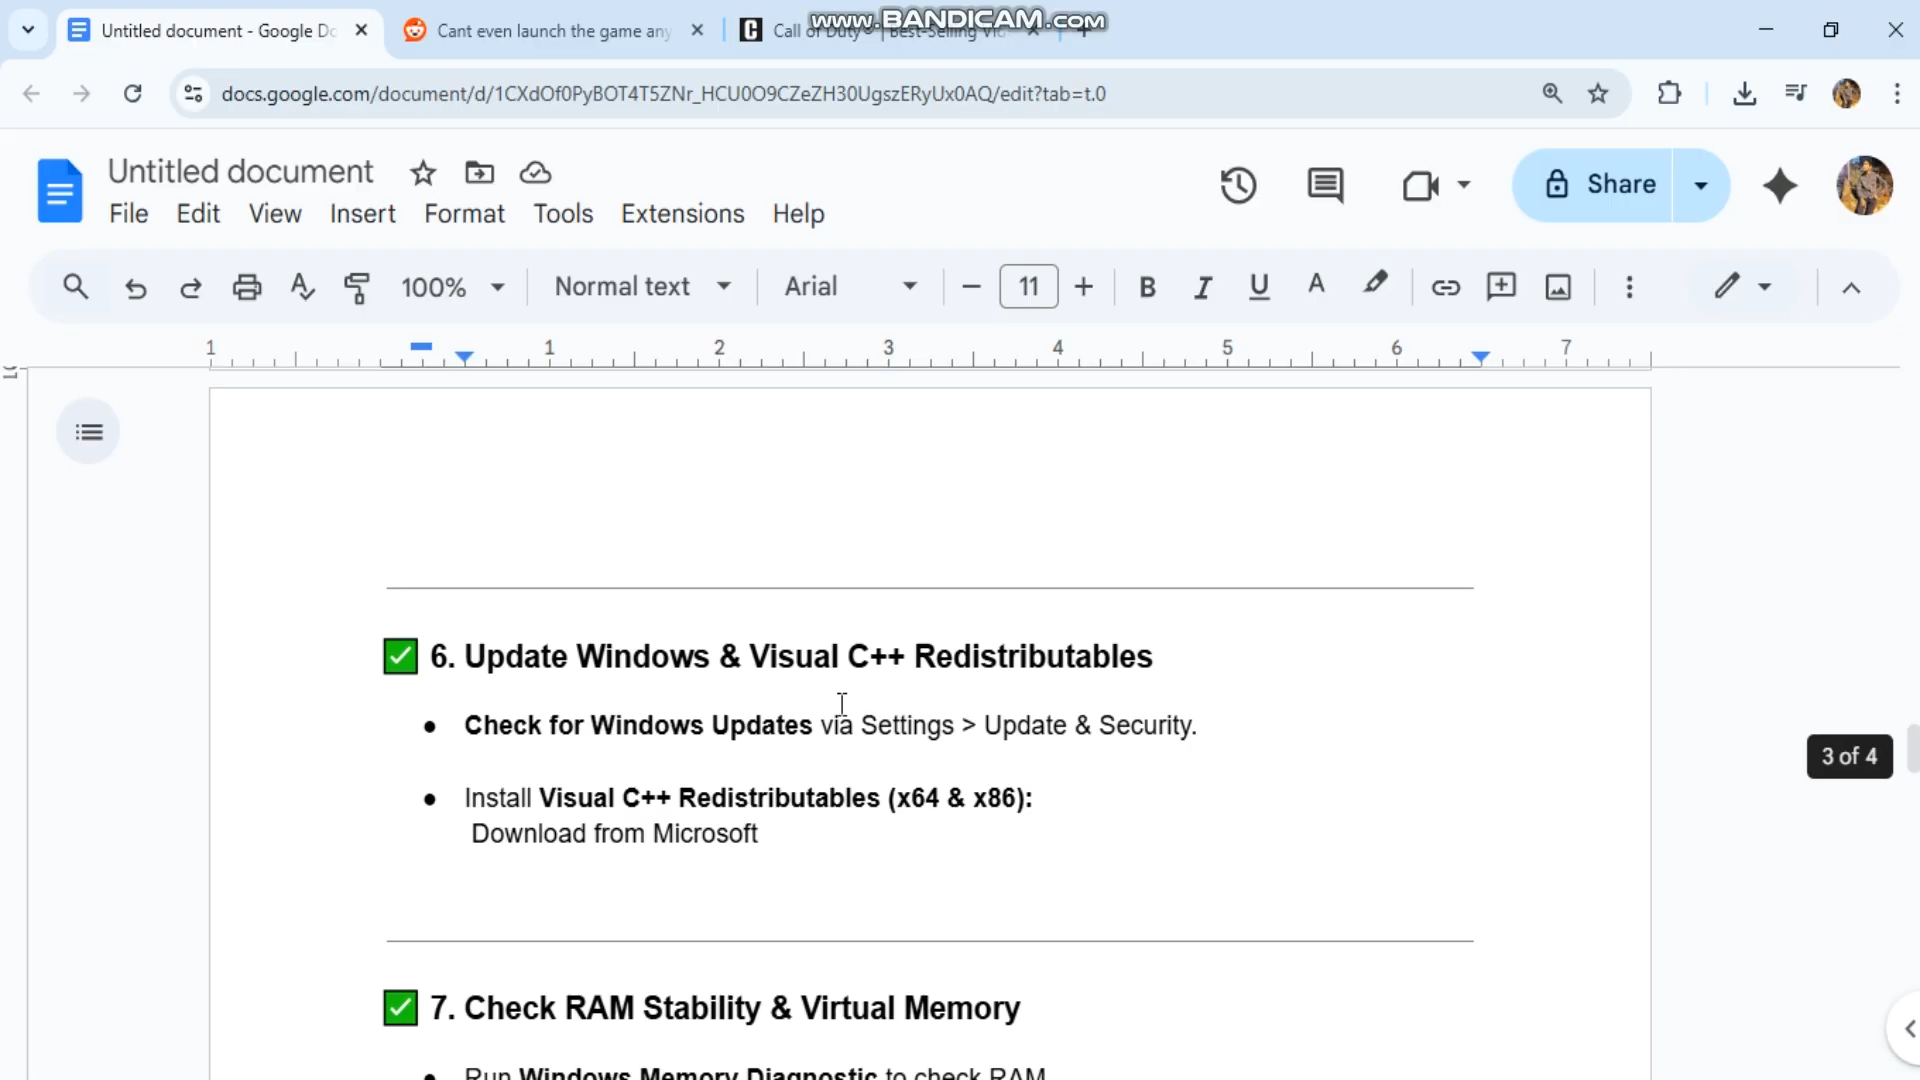 www.BANDICAM.com
Untitled document - Google Dc
Cant even launch the game any
Call of Duty® | Best-Selling Vic
docs.google.com/document/d/1CXdOf0PyBOT4T5ZNr_HCU0O9CZeZH30UgszERyUx0AQ/edit?tab=t.0
Untitled document
File Edit View Insert Format Tools Extensions Help
Share
100% Normal text Arial 11 B I U A
1 1 2 3 4 5 6 7
6. Update Windows & Visual C++ Redistributables
● Check for Windows Updates via Settings > Update & Security.
● Install Visual C++ Redistributables (x64 & x86):
Download from Microsoft
3 of 4
7. Check RAM Stability & Virtual Memory
● Run Windows Memory Diagnostic to check RAM